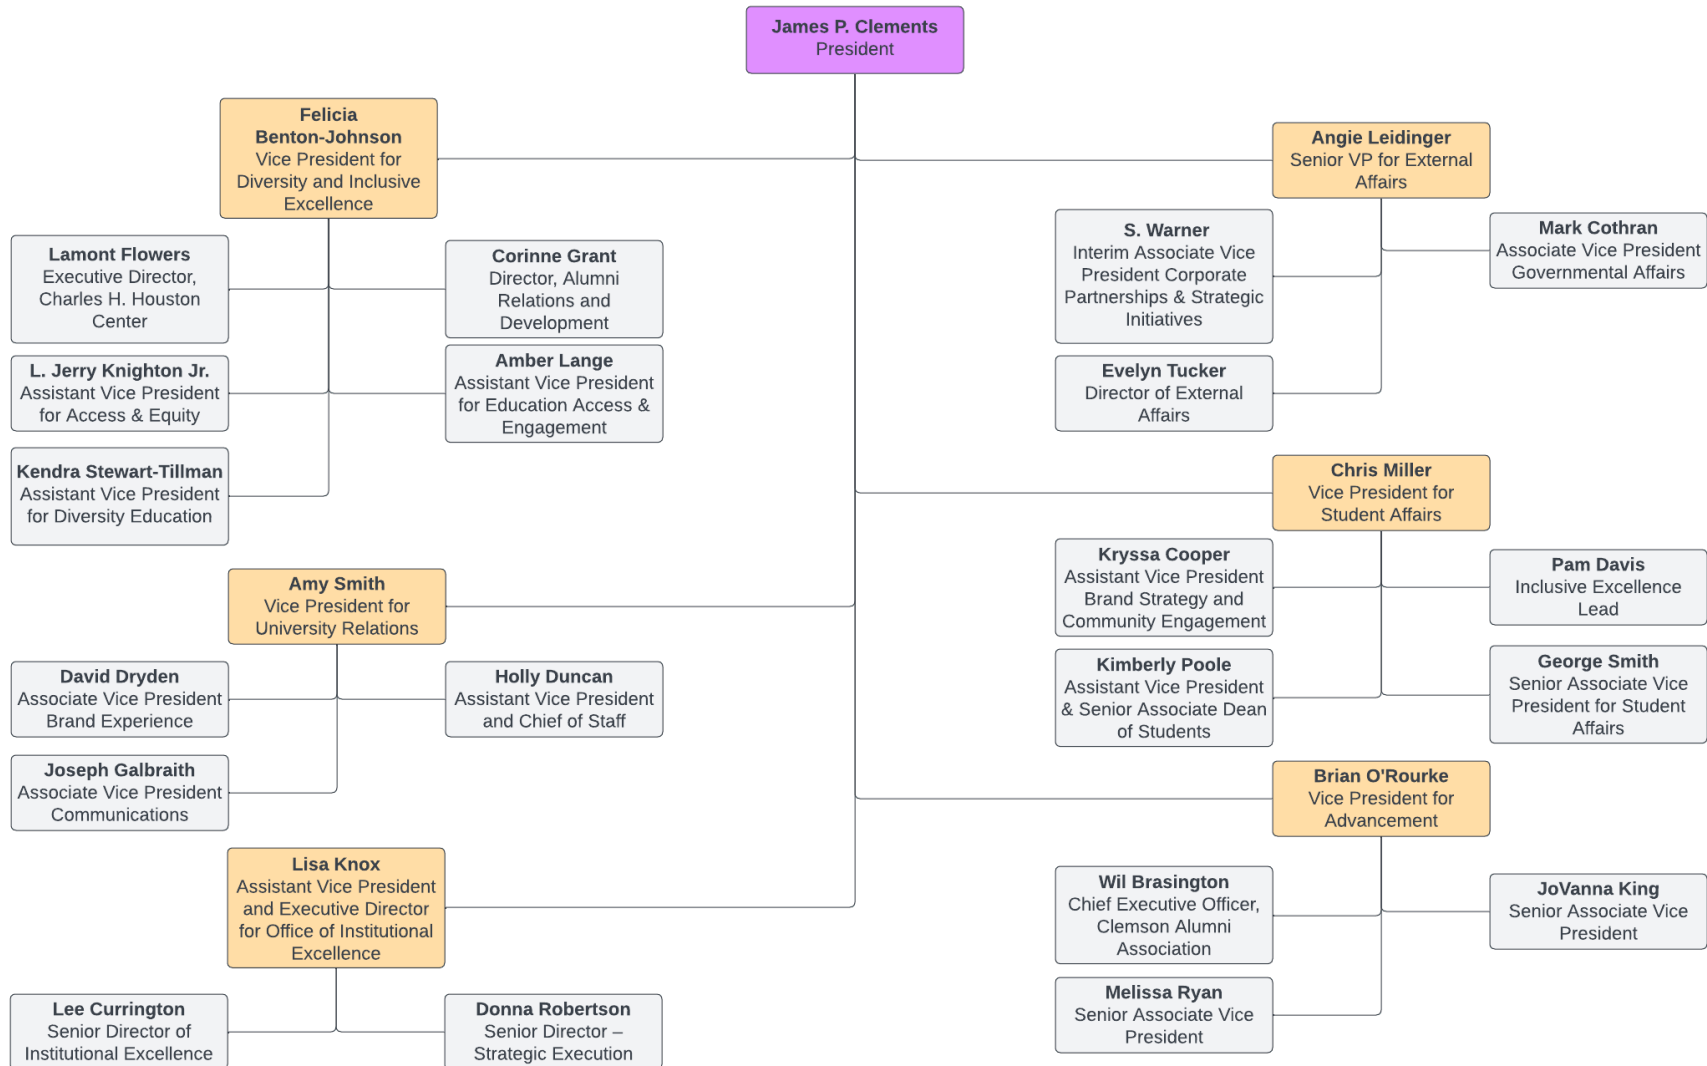 James P. Clements
President
Felicia
Benton-Johnson
Vice President for
Diversity and Inclusive
Excellence
Lamont Flowers
Executive Director,
Charles H. Houston
Center
Corinne Grant
Director, Alumni
Relations and
Development
L. Jerry Knighton Jr.
Assistant Vice President
for Access & Equity
Amber Lange
Assistant Vice President
for Education Access &
Engagement
Kendra Stewart-Tillman
Assistant Vice President
for Diversity Education
Amy Smith
Vice President for
University Relations
David Dryden
Associate Vice President
Brand Experience
Holly Duncan
Assistant Vice President
and Chief of Staff
Joseph Galbraith
Associate Vice President
Communications
Lisa Knox
Assistant Vice President
and Executive Director
for Office of Institutional
Excellence
Lee Currington
Senior Director of
Institutional Excellence
Donna Robertson
Senior Director –
Strategic Execution
Angie Leidinger
Senior VP for External
Affairs
S. Warner
Interim Associate Vice
President Corporate
Partnerships & Strategic
Initiatives
Mark Cothran
Associate Vice President
Governmental Affairs
Evelyn Tucker
Director of External
Affairs
Chris Miller
Vice President for
Student Affairs
Kryssa Cooper
Assistant Vice President
Brand Strategy and
Community Engagement
Pam Davis
Inclusive Excellence
Lead
Kimberly Poole
Assistant Vice President
& Senior Associate Dean
of Students
George Smith
Senior Associate Vice
President for Student
Affairs
Brian O'Rourke
Vice President for
Advancement
Wil Brasington
Chief Executive Officer,
Clemson Alumni
Association
JoVanna King
Senior Associate Vice
President
Melissa Ryan
Senior Associate Vice
President